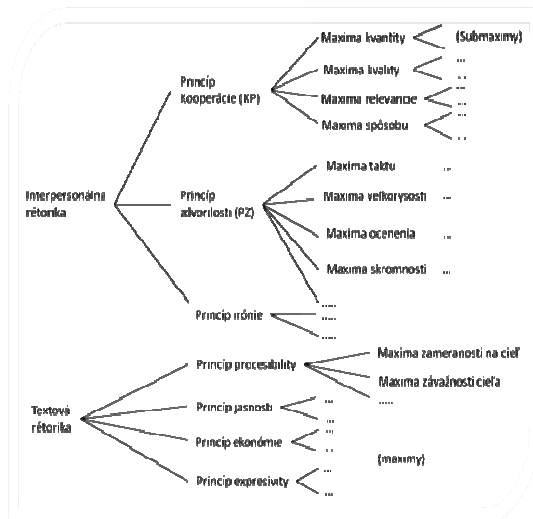 Maxima kvantity
(Submaximy)
Princíp
Kooperácie (KP)
Maxima kvality
...
Maxima relevancie
...
...
Maxima spôsobu
...
Interpersonálna
rétorika
Princíp
zdvorilosti (PZ)
Maxima taktu
...
Maxima veľkorysosti
...
Maxima ocenenia
...
Maxima skromnosti
...
.....
Princíp irónie
.....
.....
Textová
rétorika
Princíp procesibility
Maxima zameranosti na cieľ
Maxima závažnosti cieľa
.....
Princíp jasnosti
...
...
Princíp ekonómie
...
...
(maximy)
Princíp expresivity
...
...